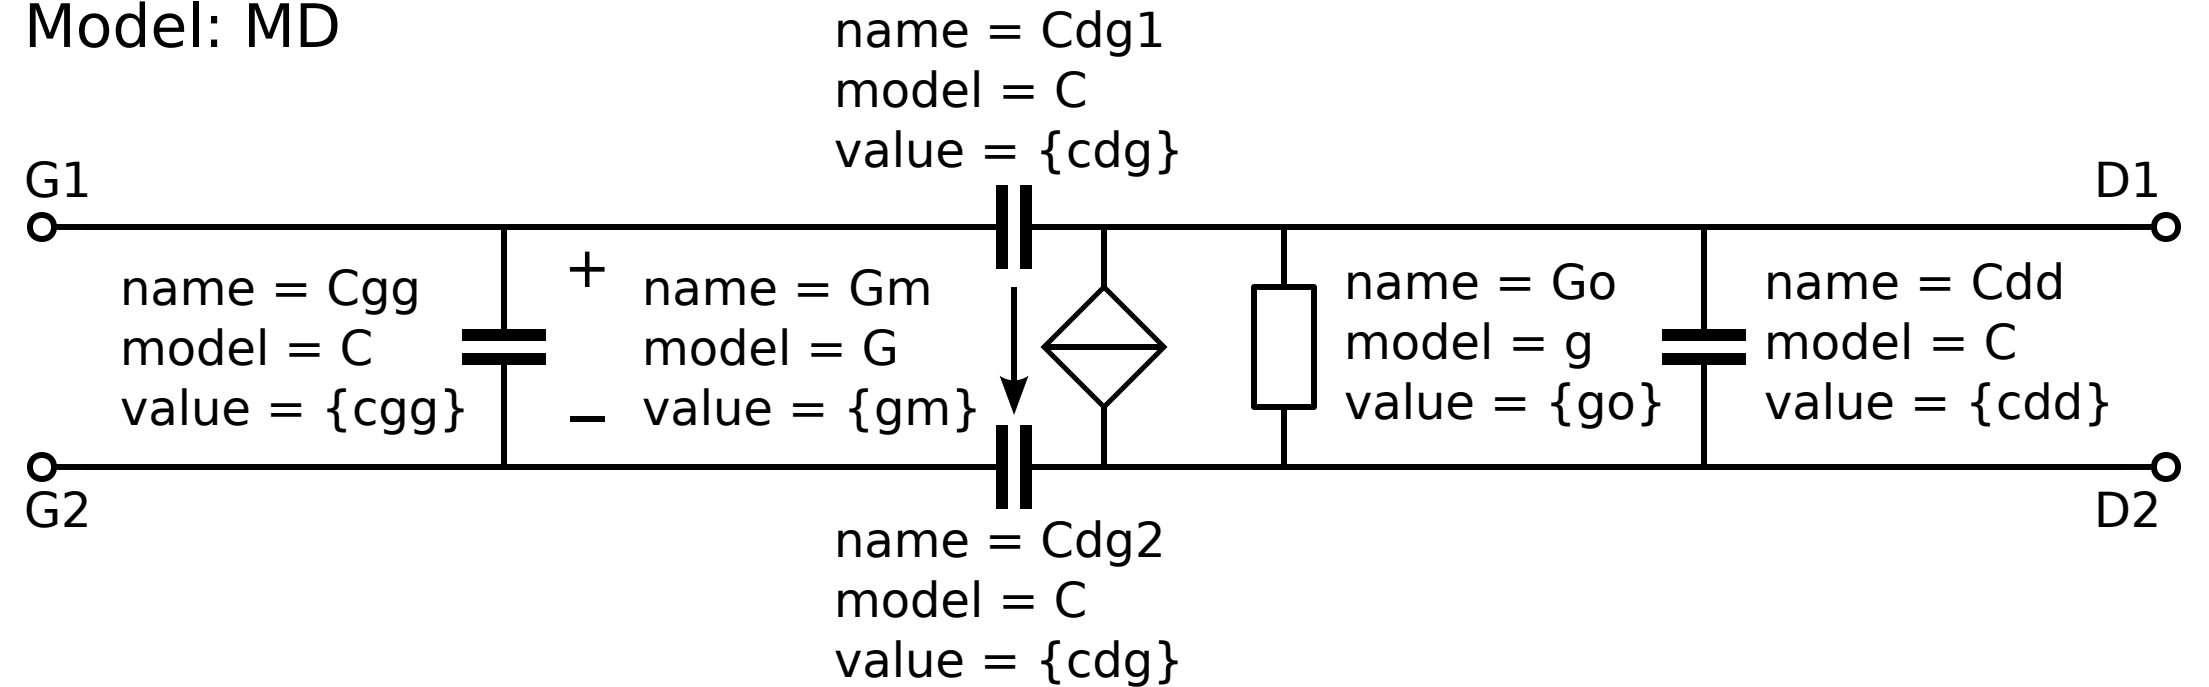 Model: MD
name = Cdg1
model = C
value = {cdg}
G1
D1
name = Cgg
model = C
value = {cgg}
+
−
name = Gm
model = G
value = {gm}
name = Go
model = g
value = {go}
name = Cdd
model = C
value = {cdd}
G2
D2
name = Cdg2
model = C
value = {cdg}